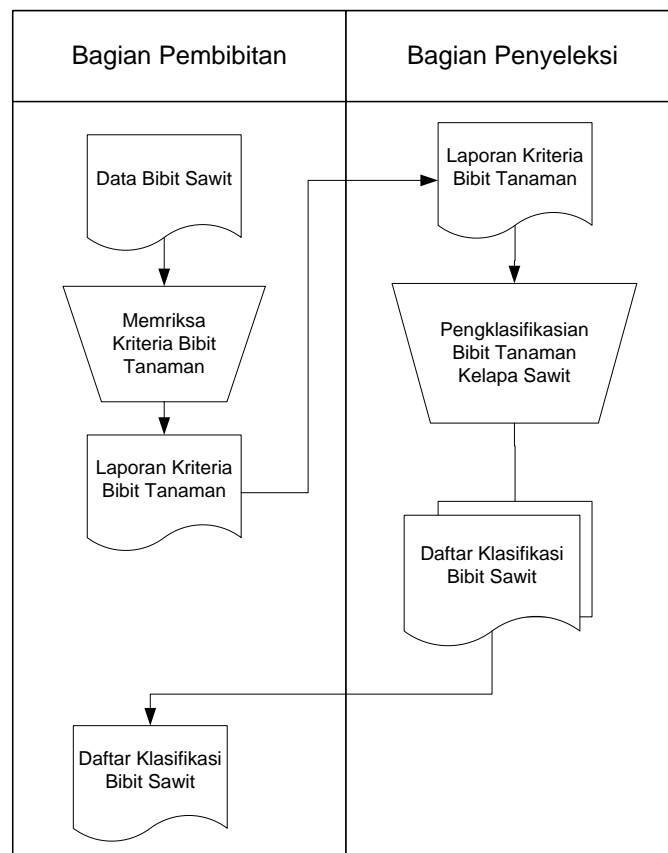 Bagian Pembibitan
Bagian Penyeleksi
Data Bibit Sawit
Memriksa
Kriteria Bibit
Tanaman
Laporan Kriteria
Bibit Tanaman
Laporan Kriteria
Bibit Tanaman
Pengklasifikasian
Bibit Tanaman
Kelapa Sawit
Daftar Klasifikasi
Bibit Sawit
Daftar Klasifikasi
Bibit Sawit